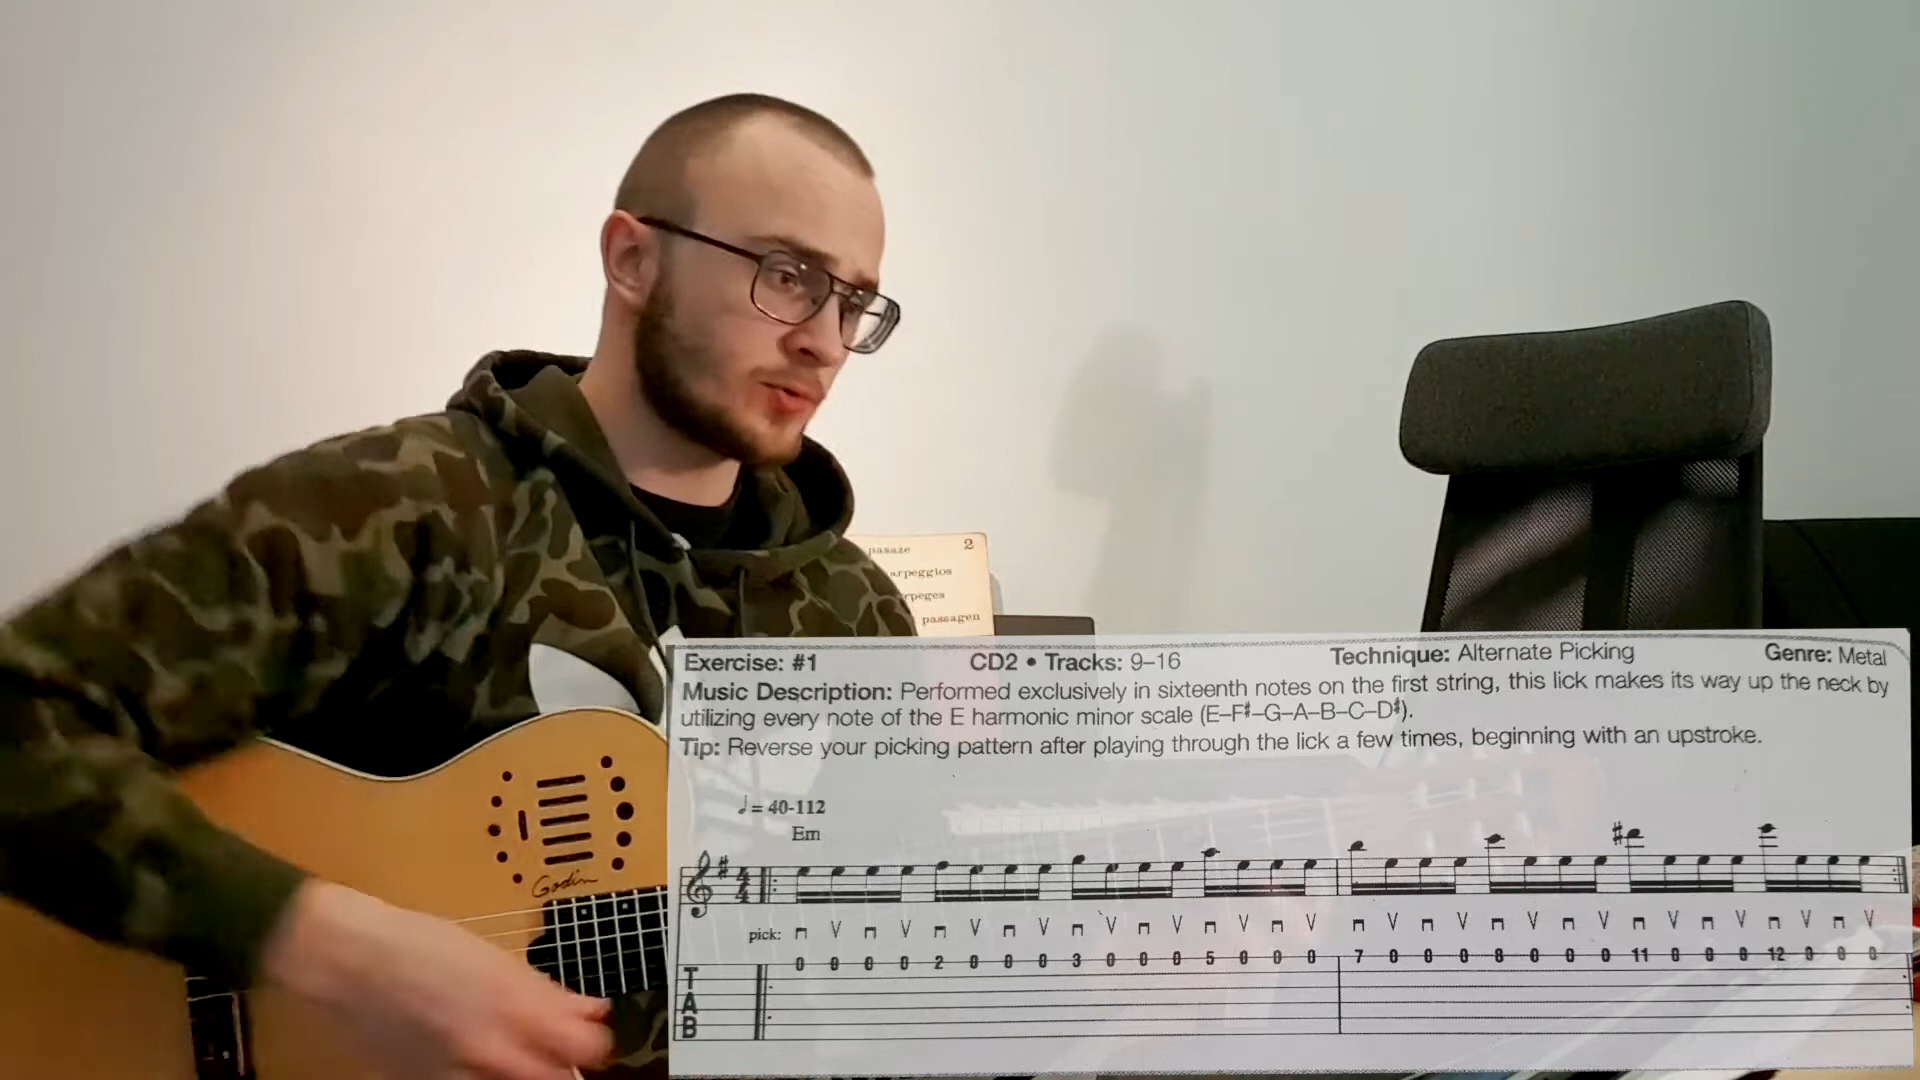 pasaże 2
arpeggios
arpeges
passagen
Exercise: #1 CD2 • Tracks: 9–16 Technique: Alternate Picking Genre: Metal
Music Description: Performed exclusively in sixteenth notes on the first string, this lick makes its way up the neck by
utilizing every note of the E harmonic minor scale (E–F♯–G–A–B–C–D♯).
Tip: Reverse your picking pattern after playing through the lick a few times, beginning with an upstroke.
♩ = 40-112
Em
Godin
4
4
pick: ⊓ V ⊓ V ⊓ V ⊓ V ⊓ V ⊓ V ⊓ V ⊓ V ⊓ V ⊓ V ⊓ V ⊓ V ⊓ V ⊓ V ⊓ V ⊓ V
0 0 0 0 2 0 0 0 3 0 0 0 5 0 0 0 7 0 0 0 8 0 0 0 11 0 0 0 12 0 0 0
T
A
B